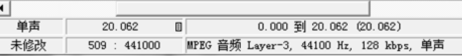 单声 20.062 0.000 到 20.062 (20.062)
未修改 509 : 441000 MPEG 音频 Layer-3, 44100 Hz, 128 kbps, 单声